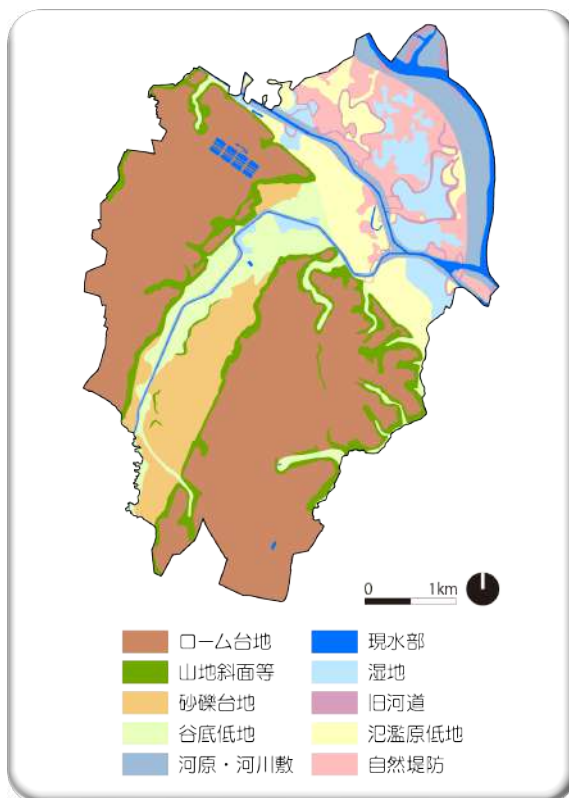 0 1km
ローム台地
山地斜面等
砂礫台地
谷底低地
河原・河川敷
現水部
湿地
旧河道
氾濫原低地
自然堤防